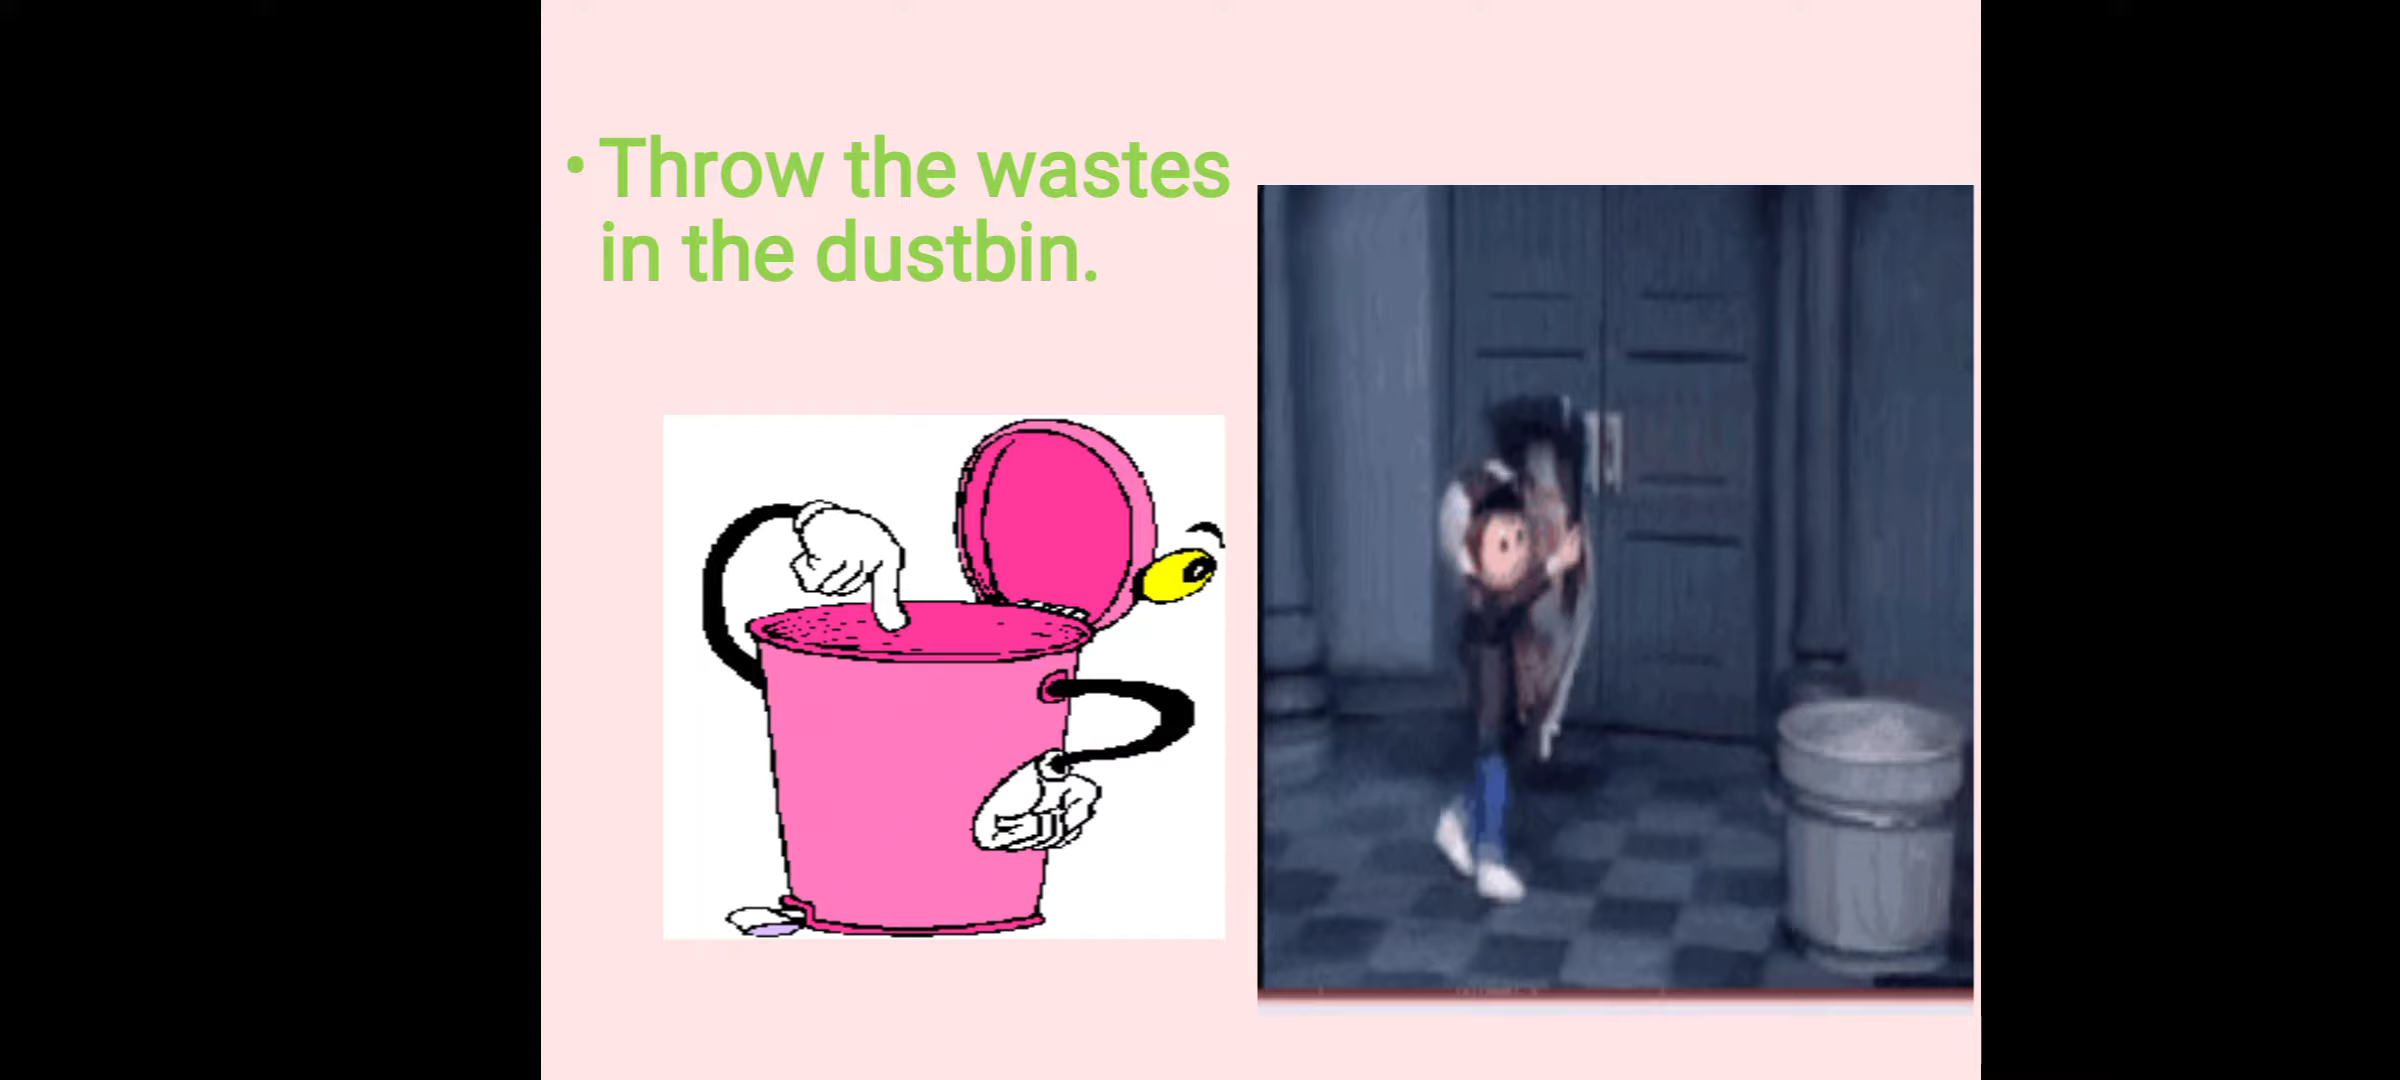 • Throw the wastes
in the dustbin.